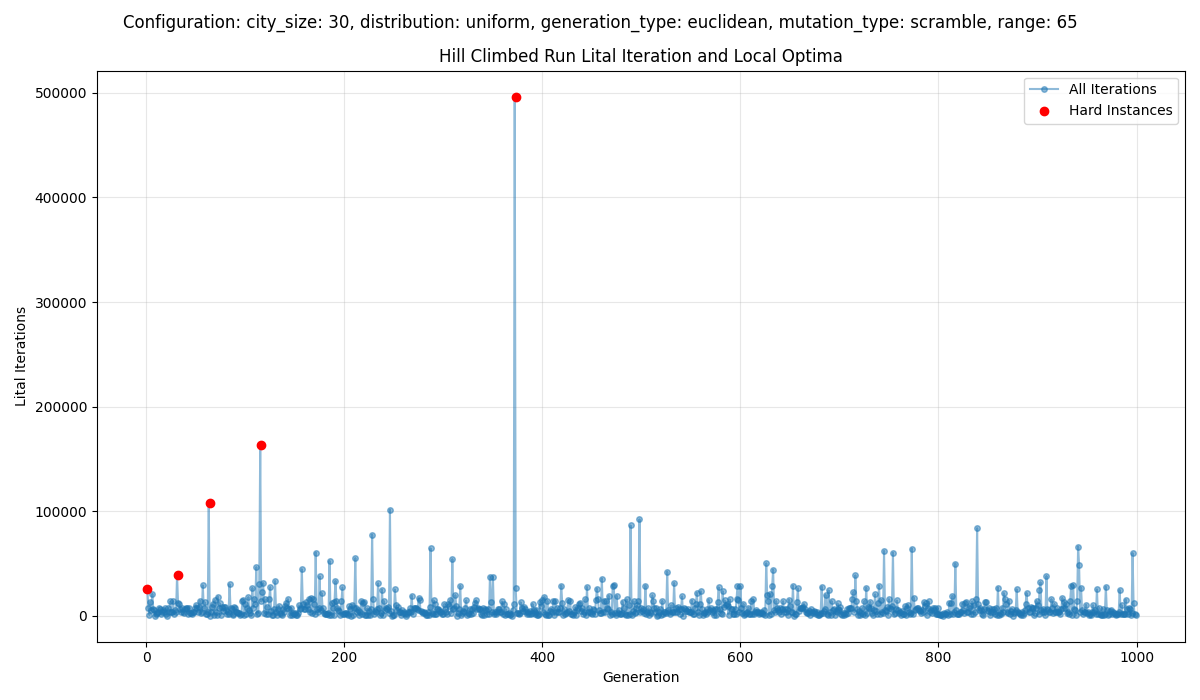 Configuration: city_size: 30, distribution: uniform, generation_type: euclidean, mutation_type: scramble, range: 65
Hill Climbed Run Lital Iteration and Local Optima
All Iterations
Hard Instances
500000
400000
300000
200000
100000
0
Lital Iterations
0 200 400 600 800 1000
Generation